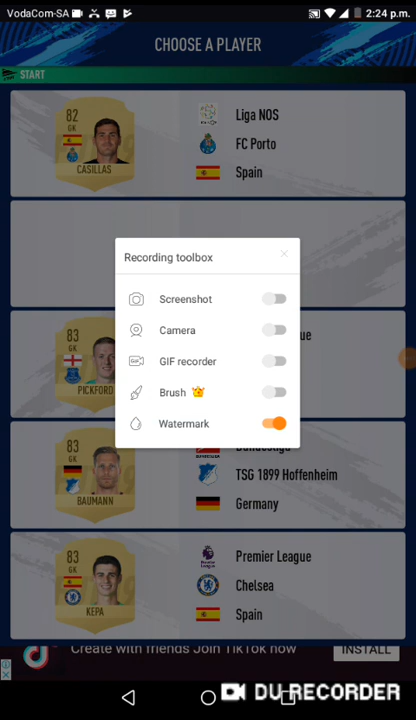 VodaCom-SA 2:24 p.m.
CHOOSE A PLAYER
START
82
GK
CASILLAS
Liga NOS
FC Porto
Spain
Recording toolbox
Screenshot
Camera
GIF GIF recorder
Brush
Watermark
83
GK
PICKFORD
ue
83
GK
BAUMANN
TSG 1899 Hoffenheim
Germany
83
GK
KEPA
Premier League
Chelsea
Spain
Create with friends Join TikTok now INSTALL
DU RECORDER